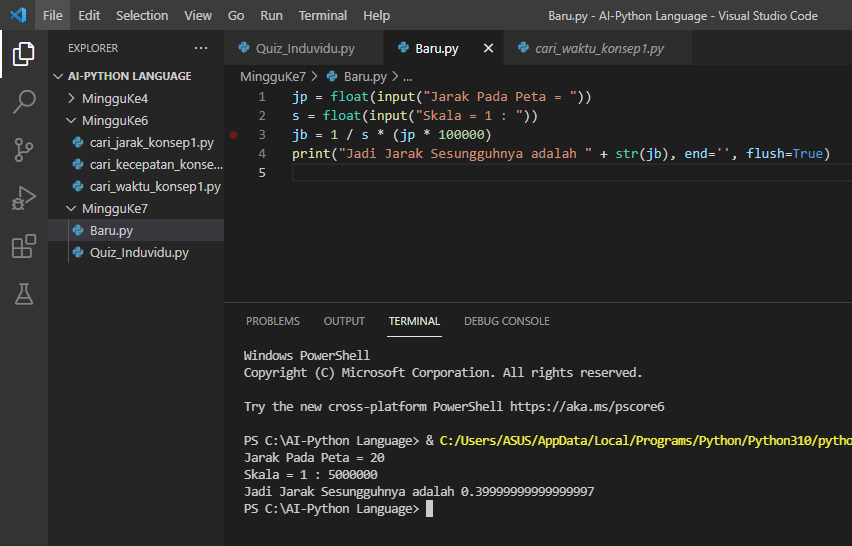 File Edit Selection View Go Run Terminal Help Baru.py - AI-Python Language - Visual Studio Code
EXPLORER ···
AI-PYTHON LANGUAGE
MingguKe4
MingguKe6
cari_jarak_konsep1.py
cari_kecepatan_konse...
cari_waktu_konsep1.py
MingguKe7
Baru.py
Quiz_Induvidu.py
Quiz_Induvidu.py Baru.py cari_waktu_konsep1.py
MingguKe7 > Baru.py > ...
1 jp = float(input("Jarak Pada Peta = "))
2 s = float(input("Skala = 1 : "))
3 jb = 1 / s * (jp * 100000)
4 print("Jadi Jarak Sesungguhnya adalah " + str(jb), end='', flush=True)
5
PROBLEMS OUTPUT TERMINAL DEBUG CONSOLE
Windows PowerShell
Copyright (C) Microsoft Corporation. All rights reserved.
Try the new cross-platform PowerShell https://aka.ms/pscore6
PS C:\AI-Python Language> & C:/Users/ASUS/AppData/Local/Programs/Python/Python310/pytho
Jarak Pada Peta = 20
Skala = 1 : 5000000
Jadi Jarak Sesungguhnya adalah 0.39999999999999997
PS C:\AI-Python Language>